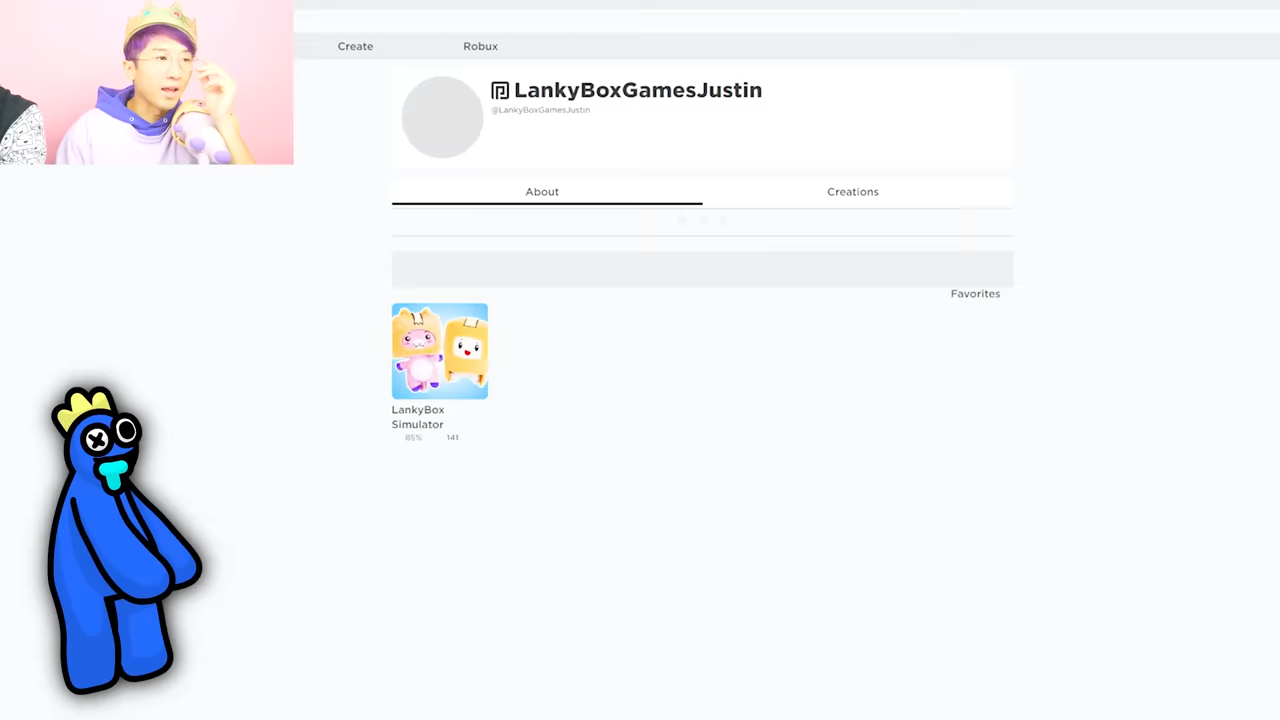 Create Robux
LankyBoxGamesJustin
@LankyBoxGamesJustin
About Creations
Favorites
LankyBox
Simulator
85% 141